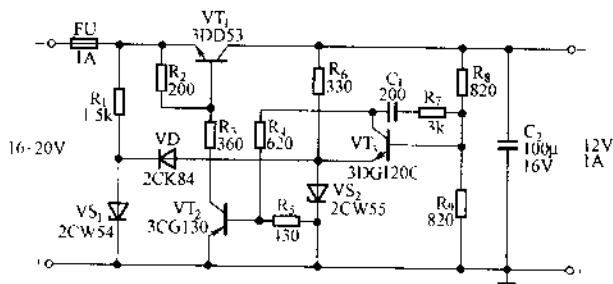 FU
1A
VT₁
3DD53
R₂
200
R₁
1.5k
R₃
360
R₄
620
R₆
330
C₁
200
R₇
3k
R₈
820
16-20V
VD
2CK84
VT₃
3DG120C
C₂
100μ
16V
12V
1A
VS₁
2CW54
VT₂
3CG130
R₅
430
VS₂
2CW55
R₉
820